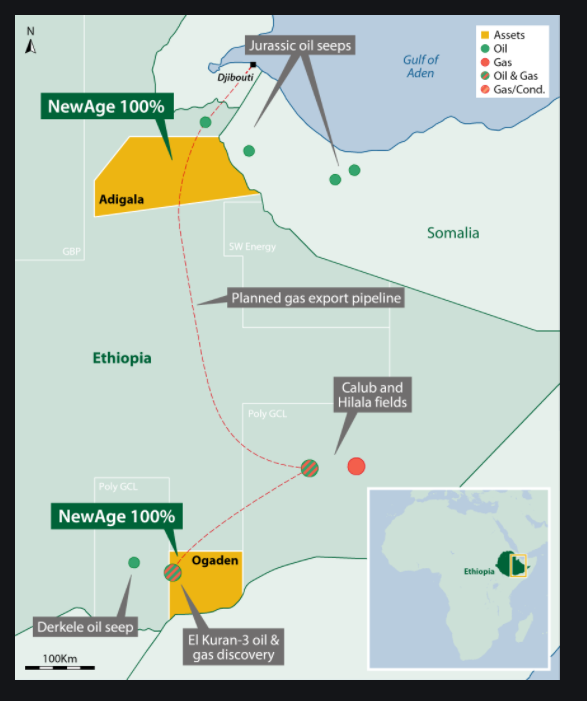 N
Jurassic oil seeps
Gulf of
Aden
Assets
Oil
Gas
Oil & Gas
Gas/Cond.
Djibouti
NewAge 100%
Adigala
Somalia
GBP
SW Energy
Planned gas export pipeline
Ethiopia
Calub and
Hilala fields
Poly GCL
Poly GCL
NewAge 100%
Ogaden
Ethiopia
Derkele oil seep
El Kuran-3 oil &
gas discovery
100Km